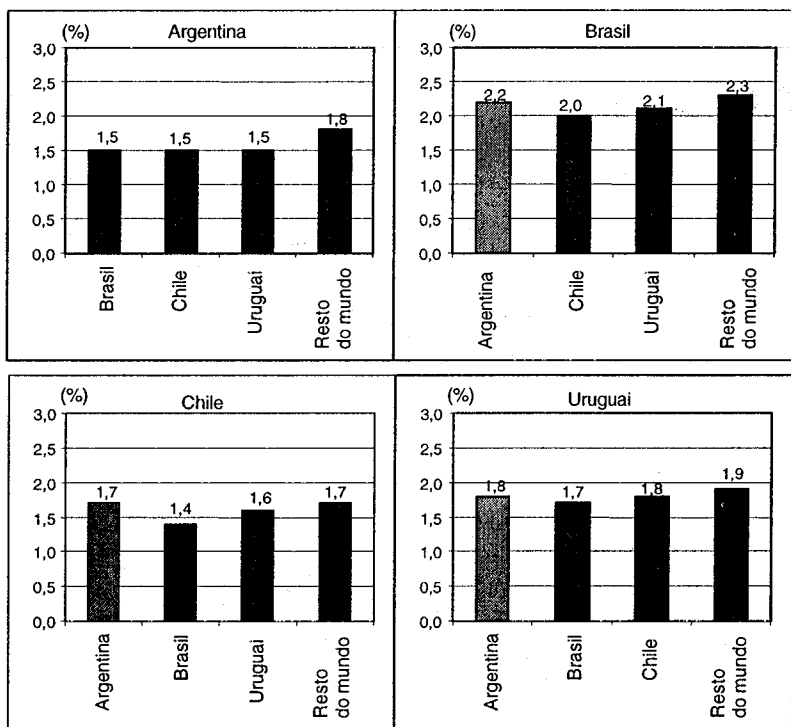 (%)
Argentina
3,0
2,5
2,0
1,5
1,0
0,5
0,0
1,5
1,5
1,5
1,8
Brasil
Chile
Uruguai
Resto
do mundo
(%)
Brasil
3,0
2,5
2,0
1,5
1,0
0,5
0,0
2,2
2,0
2,1
2,3
Argentina
Chile
Uruguai
Resto
do mundo
(%)
Chile
3,0
2,5
2,0
1,5
1,0
0,5
0,0
1,7
1,4
1,6
1,7
Argentina
Brasil
Uruguai
Resto
do mundo
(%)
Uruguai
3,0
2,5
2,0
1,5
1,0
0,5
0,0
1,8
1,7
1,8
1,9
Argentina
Brasil
Chile
Resto
do mundo